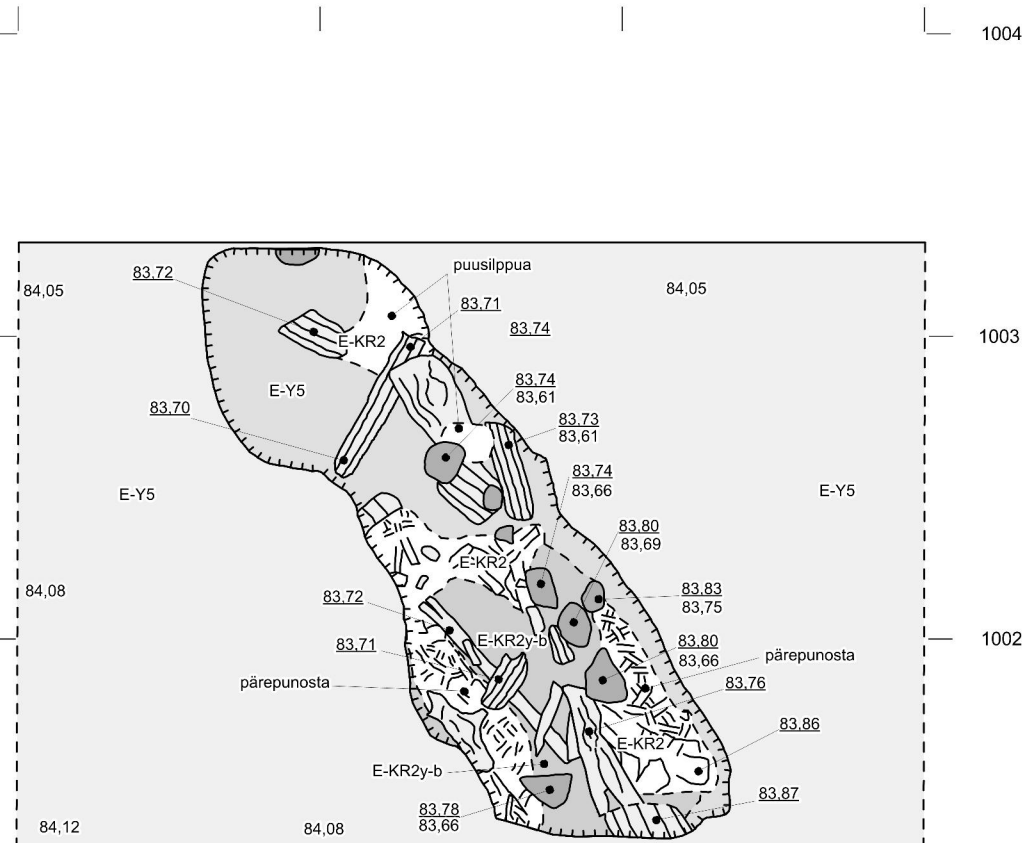 1004
puusilppua
83,72
84,05
84,05
83,71
83,74
E-KR2
1003
83,74
83,61
E-Y5
83,70
83,73
83,61
83,74
83,66
E-Y5
E-Y5
83,80
83,69
E-KR2
84,08
83,72
83,83
83,75
83,71
E-KR2y-b
83,80
83,66
1002
pärepunosta
pärepunosta
83,76
83,86
E-KR2
E-KR2y-b
83,87
83,78
83,66
84,12
84,08